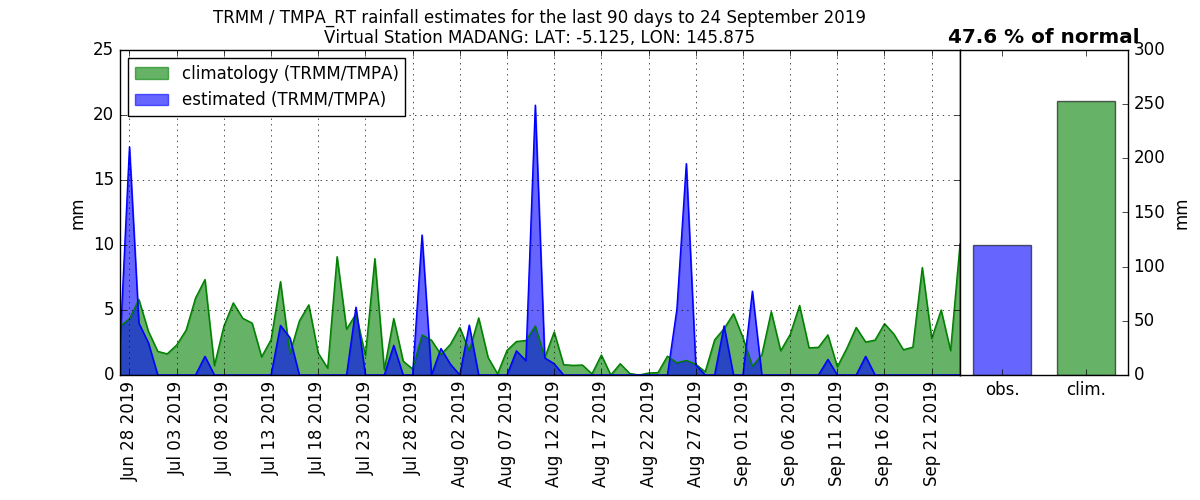 TRMM / TMPA_RT rainfall estimates for the last 90 days to 24 September 2019
Virtual Station MADANG: LAT: -5.125, LON: 145.875
47.6 % of normal
climatology (TRMM/TMPA)
estimated (TRMM/TMPA)
25
20
15
10
5
0
mm
Jun 28 2019
Jul 03 2019
Jul 08 2019
Jul 13 2019
Jul 18 2019
Jul 23 2019
Jul 28 2019
Aug 02 2019
Aug 07 2019
Aug 12 2019
Aug 17 2019
Aug 22 2019
Aug 27 2019
Sep 01 2019
Sep 06 2019
Sep 11 2019
Sep 16 2019
Sep 21 2019
obs.
clim.
300
250
200
150
100
50
0
mm